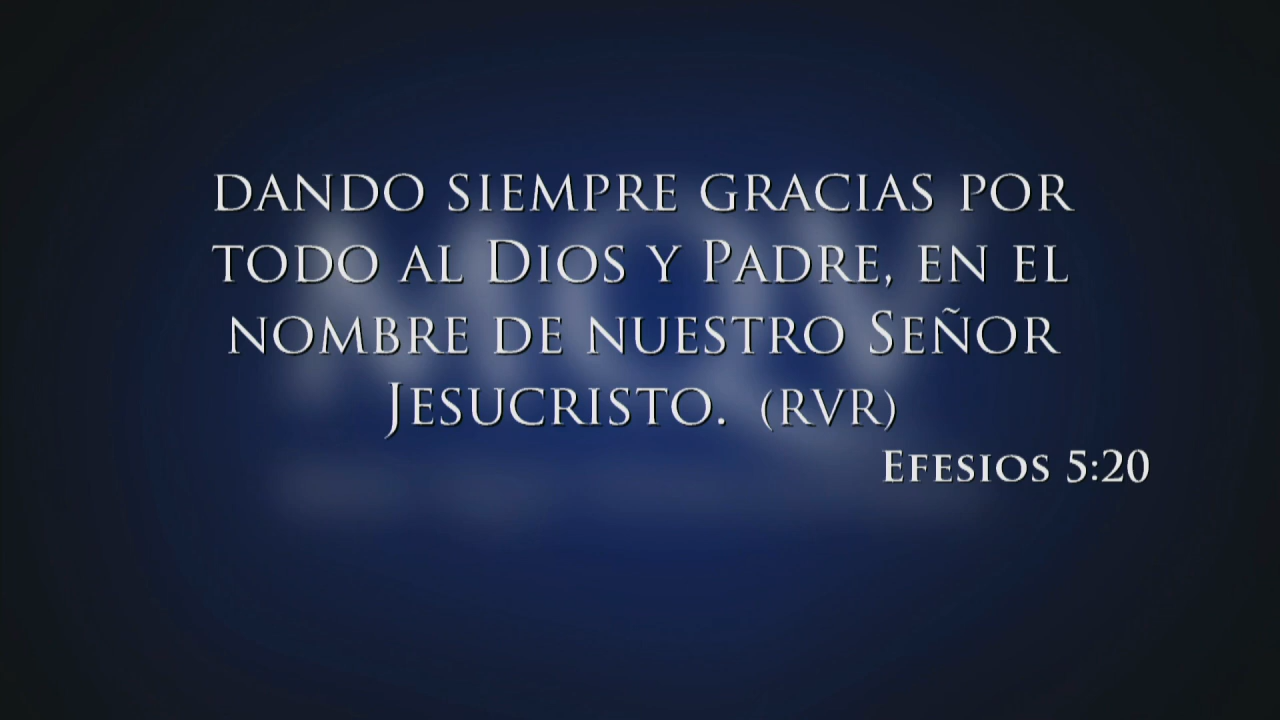 dando siempre gracias por
todo al Dios y Padre, en el
nombre de nuestro Señor
Jesucristo. (RVR)
Efesios 5:20